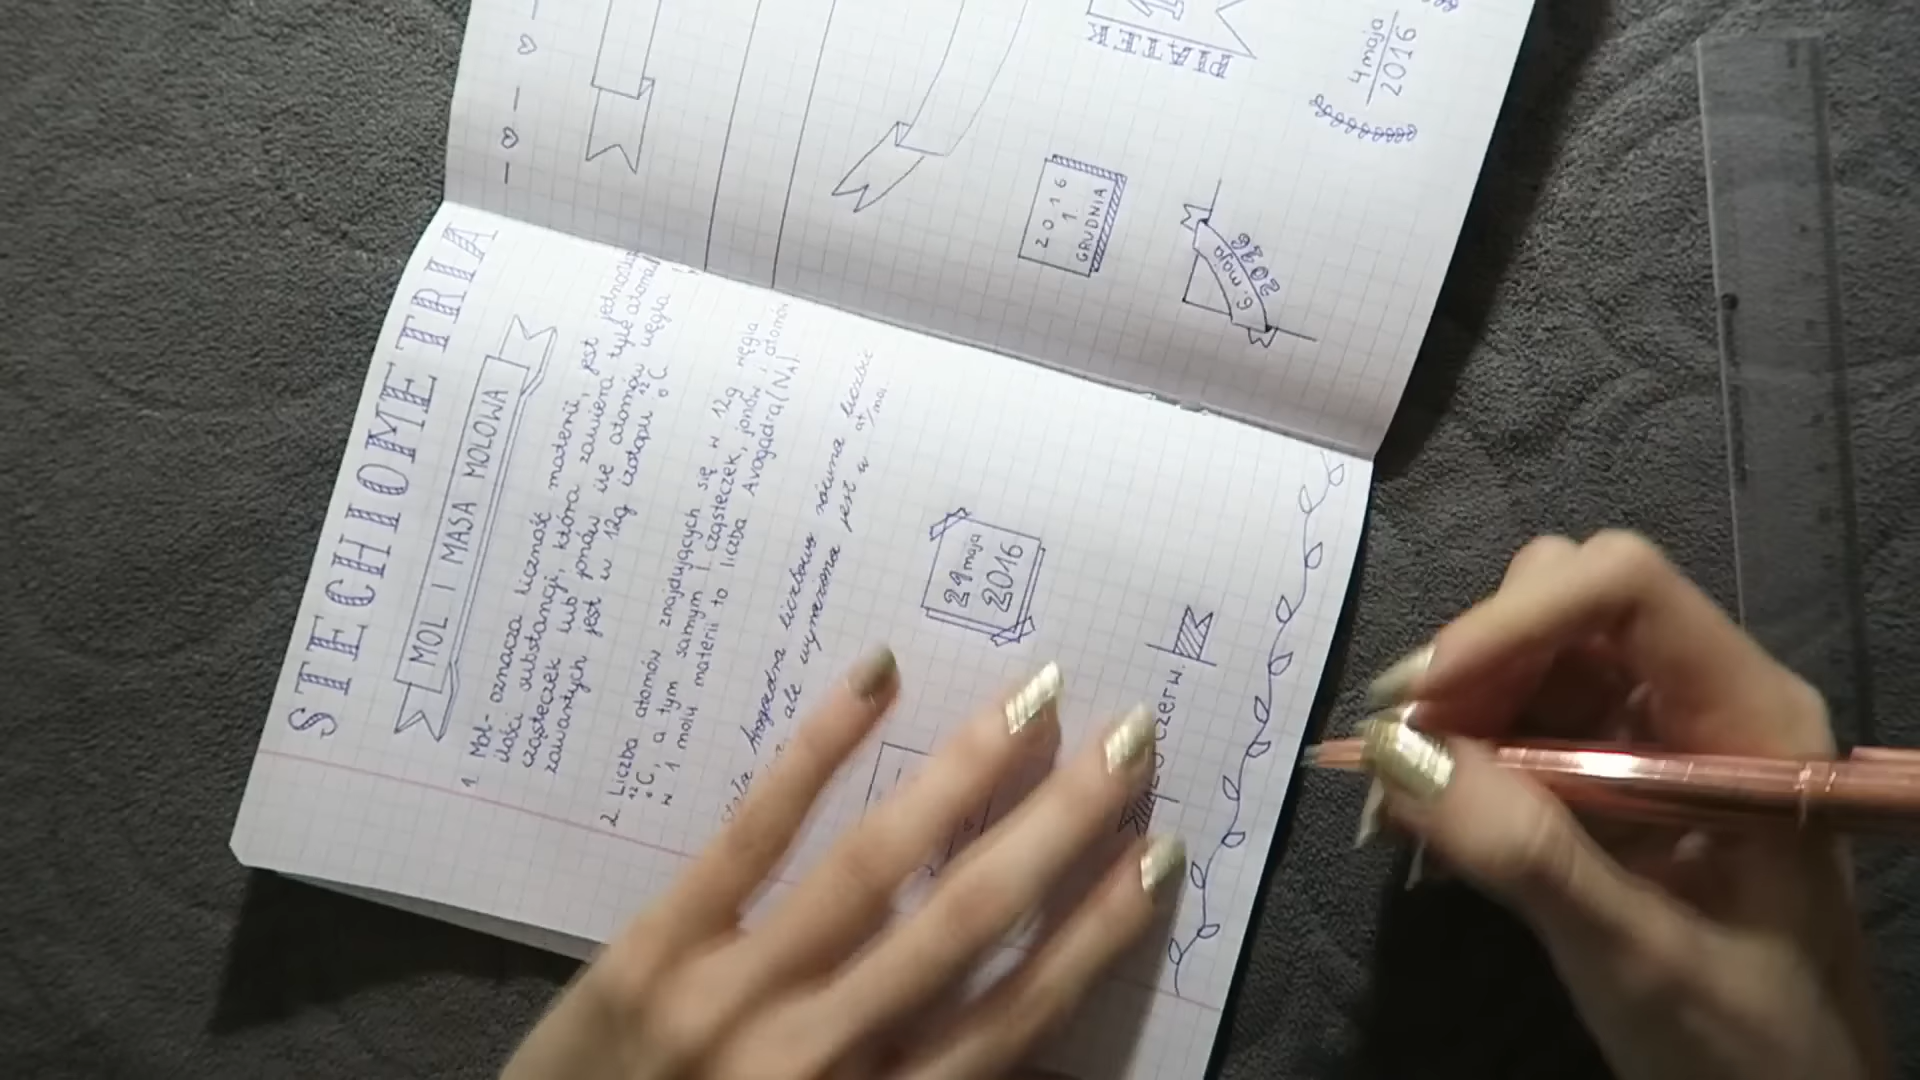 STECHIOMETRIA
MOL I MASA MOLOWA
1. Mol- oznacza liczność materii, jest jednostką
ilości substancji, która zawiera tyle atomów,
cząsteczek lub jonów ile atomów węgla
zawartych jest w 12g izotopu ¹²C.
2. Liczba atomów znajdujących się w 12g węgla
¹²C, a tym samym i cząsteczek, jonów i atomów
w 1 molu materii to liczba Avogadra (NA).
liczbowo równa liczbie
ale wyrażona jest w
29 maja
2016
czerw.
PIĄTEK
4 maja
2016
2016
1
GRUDNIA
6. maja
2016